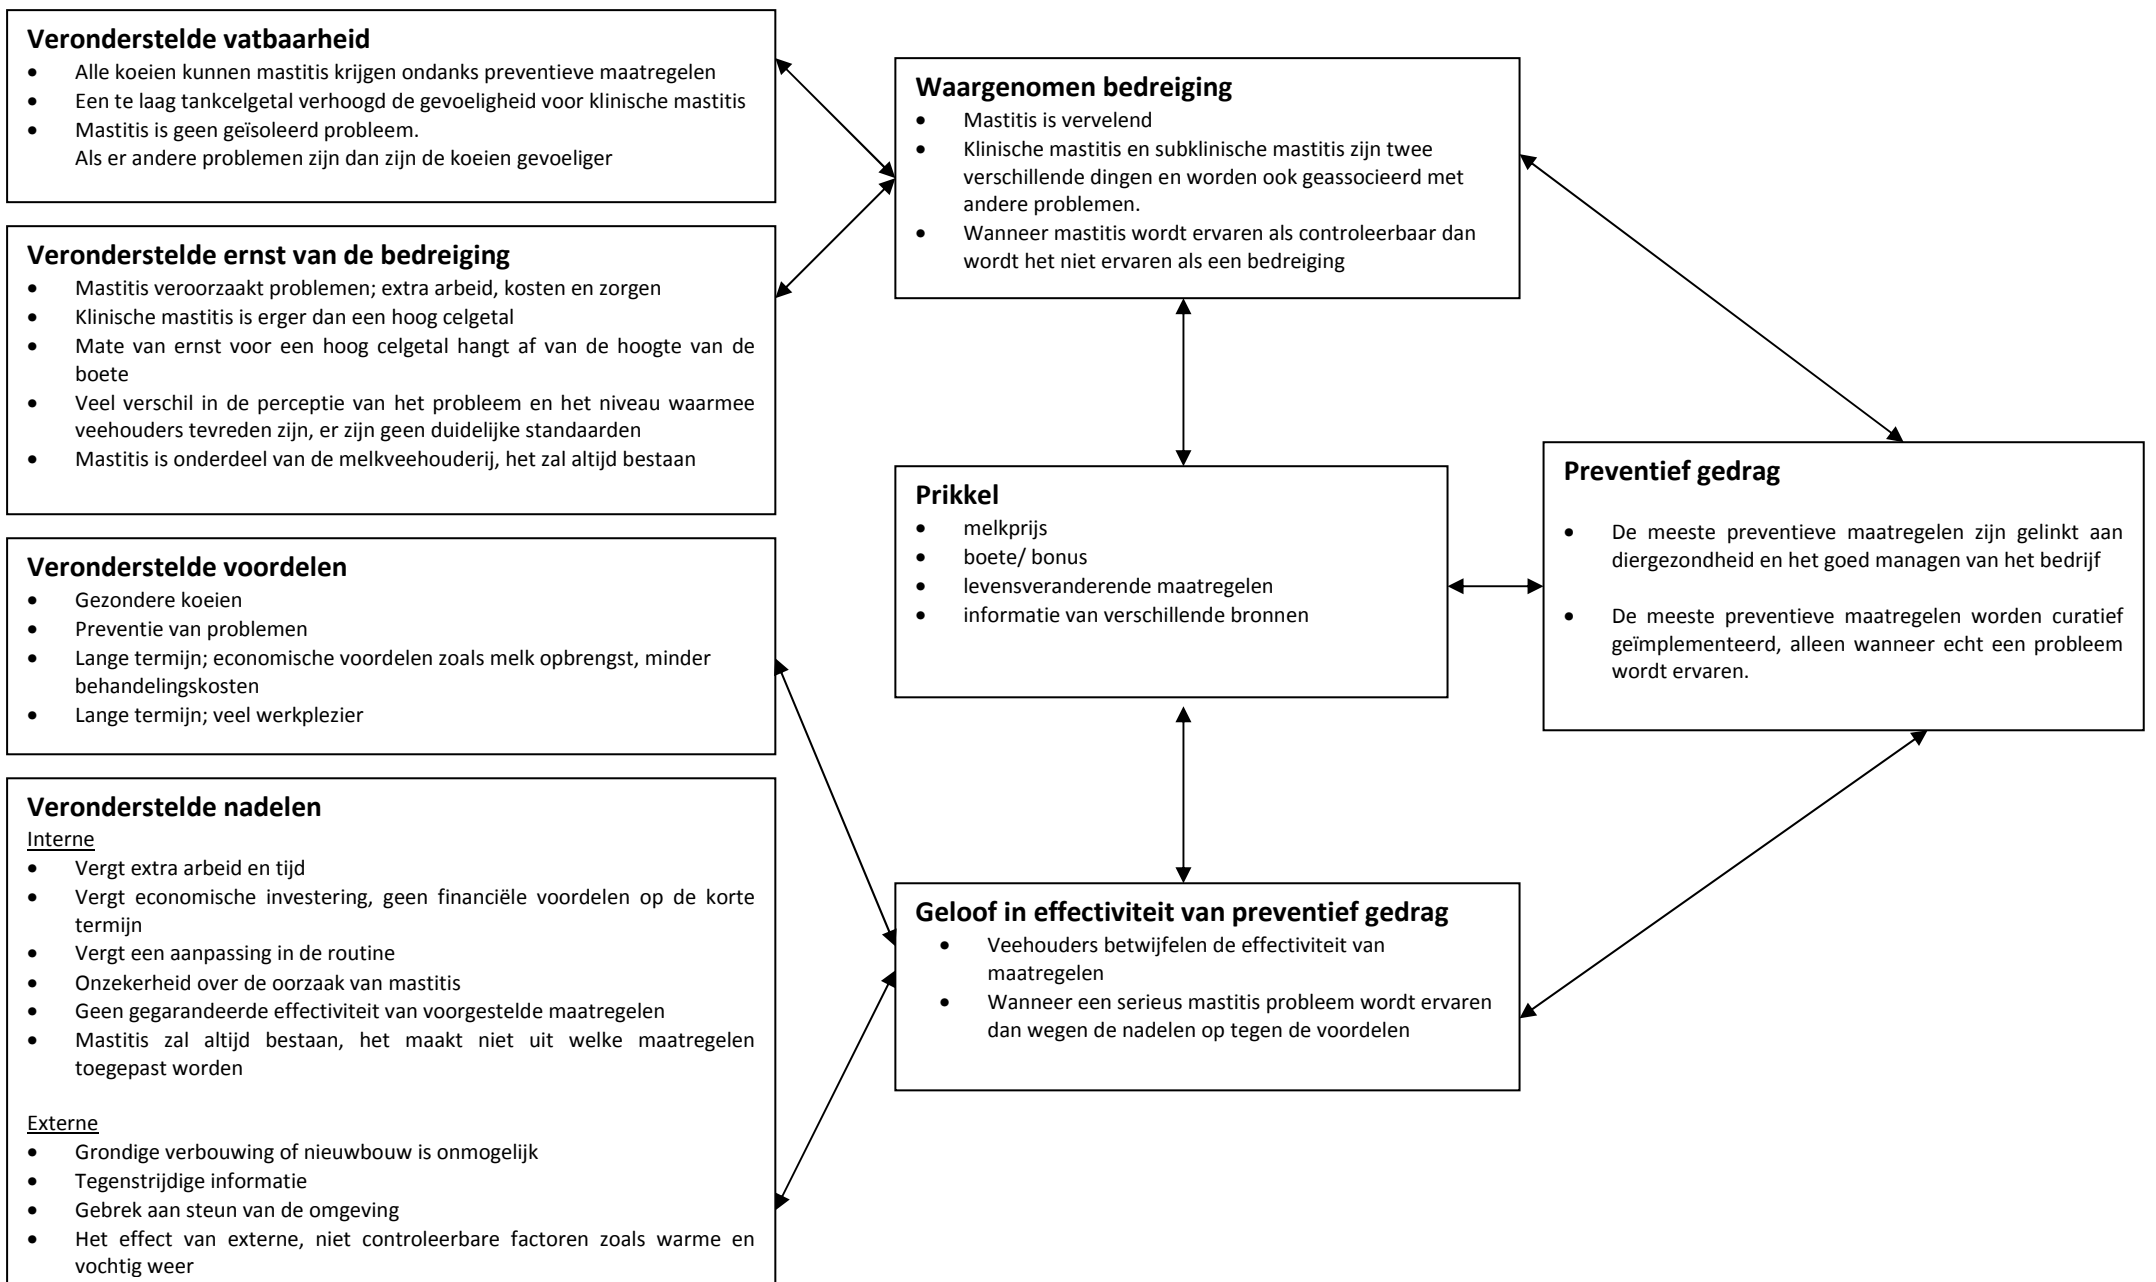 Veronderstelde vatbaarheid
• Alle koeien kunnen mastitis krijgen ondanks preventieve maatregelen
• Een te laag tankcelgetal verhoogd de gevoeligheid voor klinische mastitis
• Mastitis is geen geïsoleerd probleem.
Als er andere problemen zijn dan zijn de koeien gevoeliger
Veronderstelde ernst van de bedreiging
• Mastitis veroorzaakt problemen; extra arbeid, kosten en zorgen
• Klinische mastitis is erger dan een hoog celgetal
• Mate van ernst voor een hoog celgetal hangt af van de hoogte van de
boete
• Veel verschil in de perceptie van het probleem en het niveau waarmee
veehouders tevreden zijn, er zijn geen duidelijke standaarden
• Mastitis is onderdeel van de melkveehouderij, het zal altijd bestaan
Veronderstelde voordelen
• Gezondere koeien
• Preventie van problemen
• Lange termijn; economische voordelen zoals melk opbrengst, minder
behandelingskosten
• Lange termijn; veel werkplezier
Veronderstelde nadelen
Interne
• Vergt extra arbeid en tijd
• Vergt economische investering, geen financiële voordelen op de korte
termijn
• Vergt een aanpassing in de routine
• Onzekerheid over de oorzaak van mastitis
• Geen gegarandeerde effectiviteit van voorgestelde maatregelen
• Mastitis zal altijd bestaan, het maakt niet uit welke maatregelen
toegepast worden
Externe
• Grondige verbouwing of nieuwbouw is onmogelijk
• Tegenstrijdige informatie
• Gebrek aan steun van de omgeving
• Het effect van externe, niet controleerbare factoren zoals warme en
vochtig weer
Waargenomen bedreiging
• Mastitis is vervelend
• Klinische mastitis en subklinische mastitis zijn twee
verschillende dingen en worden ook geassocieerd met
andere problemen.
• Wanneer mastitis wordt ervaren als controleerbaar dan
wordt het niet ervaren als een bedreiging
Prikkel
• melkprijs
• boete/ bonus
• levensveranderende maatregelen
• informatie van verschillende bronnen
Geloof in effectiviteit van preventief gedrag
• Veehouders betwijfelen de effectiviteit van
maatregelen
• Wanneer een serieus mastitis probleem wordt ervaren
dan wegen de nadelen op tegen de voordelen
Preventief gedrag
• De meeste preventieve maatregelen zijn gelinkt aan
diergezondheid en het goed managen van het bedrijf
• De meeste preventieve maatregelen worden curatief
geïmplementeerd, alleen wanneer echt een probleem
wordt ervaren.